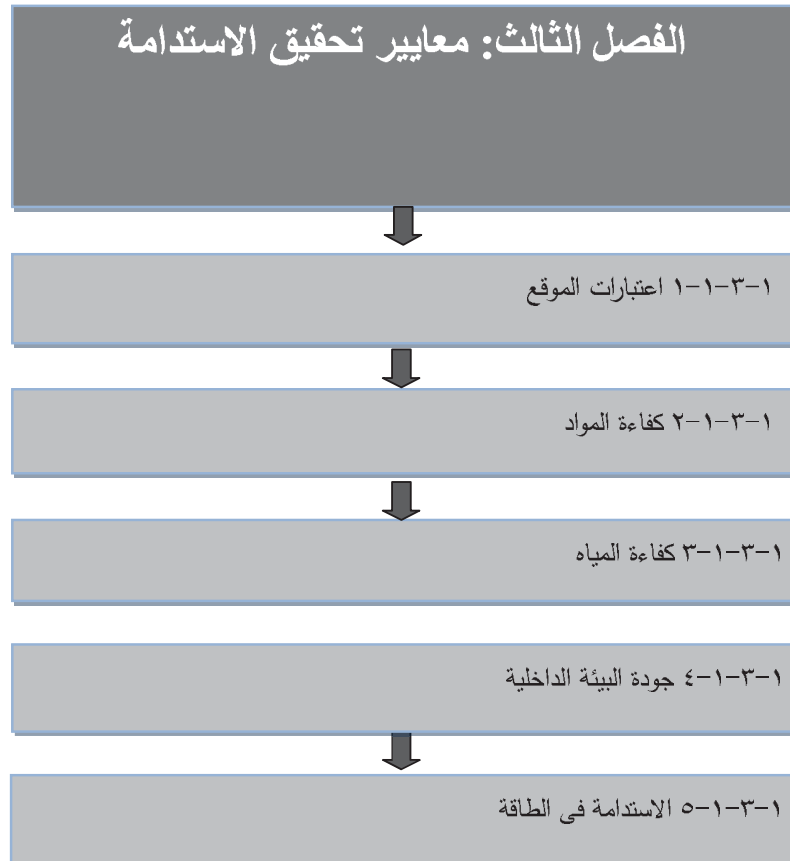 الفصل الثالث: معايير تحقيق الاستدامة
١-٣-١-١ اعتبارات الموقع
١-٣-١-٢ كفاءة المواد
١-٣-١-٣ كفاءة المياه
١-٣-١-٤ جودة البيئة الداخلية
١-٣-١-٥ الاستدامة فى الطاقة